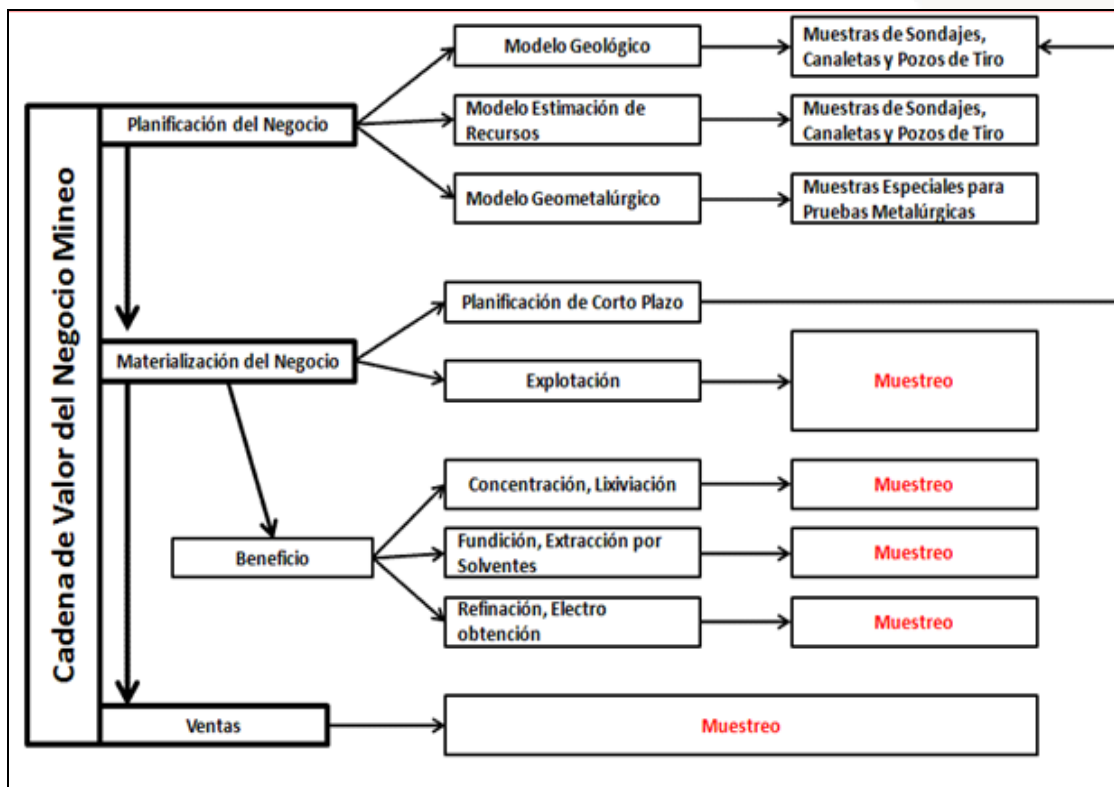 Cadena de Valor del Negocio Mineo
Planificación del Negocio
Modelo Geológico
Muestras de Sondajes,
Canaletas y Pozos de Tiro
Modelo Estimación de
Recursos
Muestras de Sondajes,
Canaletas y Pozos de Tiro
Modelo Geometalúrgico
Muestras Especiales para
Pruebas Metalúrgicas
Materialización del Negocio
Planificación de Corto Plazo
Explotación
Muestreo
Beneficio
Concentración, Lixiviación
Muestreo
Fundición, Extracción por
Solventes
Muestreo
Refinación, Electro
obtención
Muestreo
Ventas
Muestreo